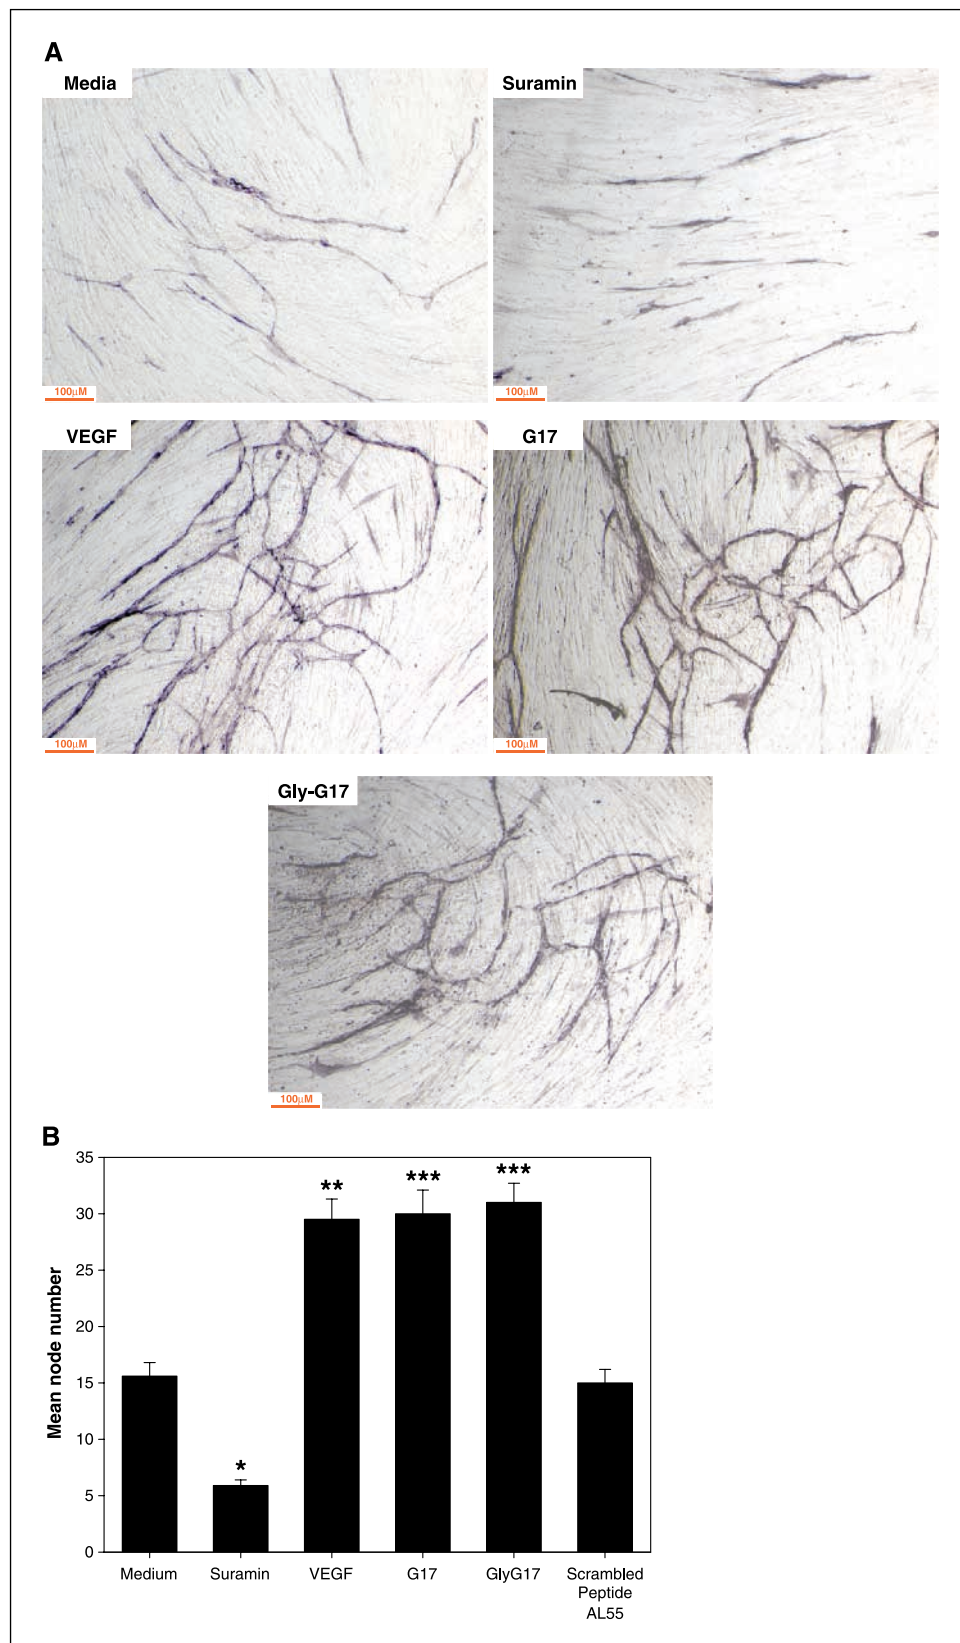 A
Media
Suramin
100μM
100μM
VEGF
G17
100μM
100μM
Gly-G17
100μM
B
35
30
25
20
15
10
5
0
Mean node number
*
**
***
***
Medium
Suramin
VEGF
G17
GlyG17
Scrambled
Peptide
AL55